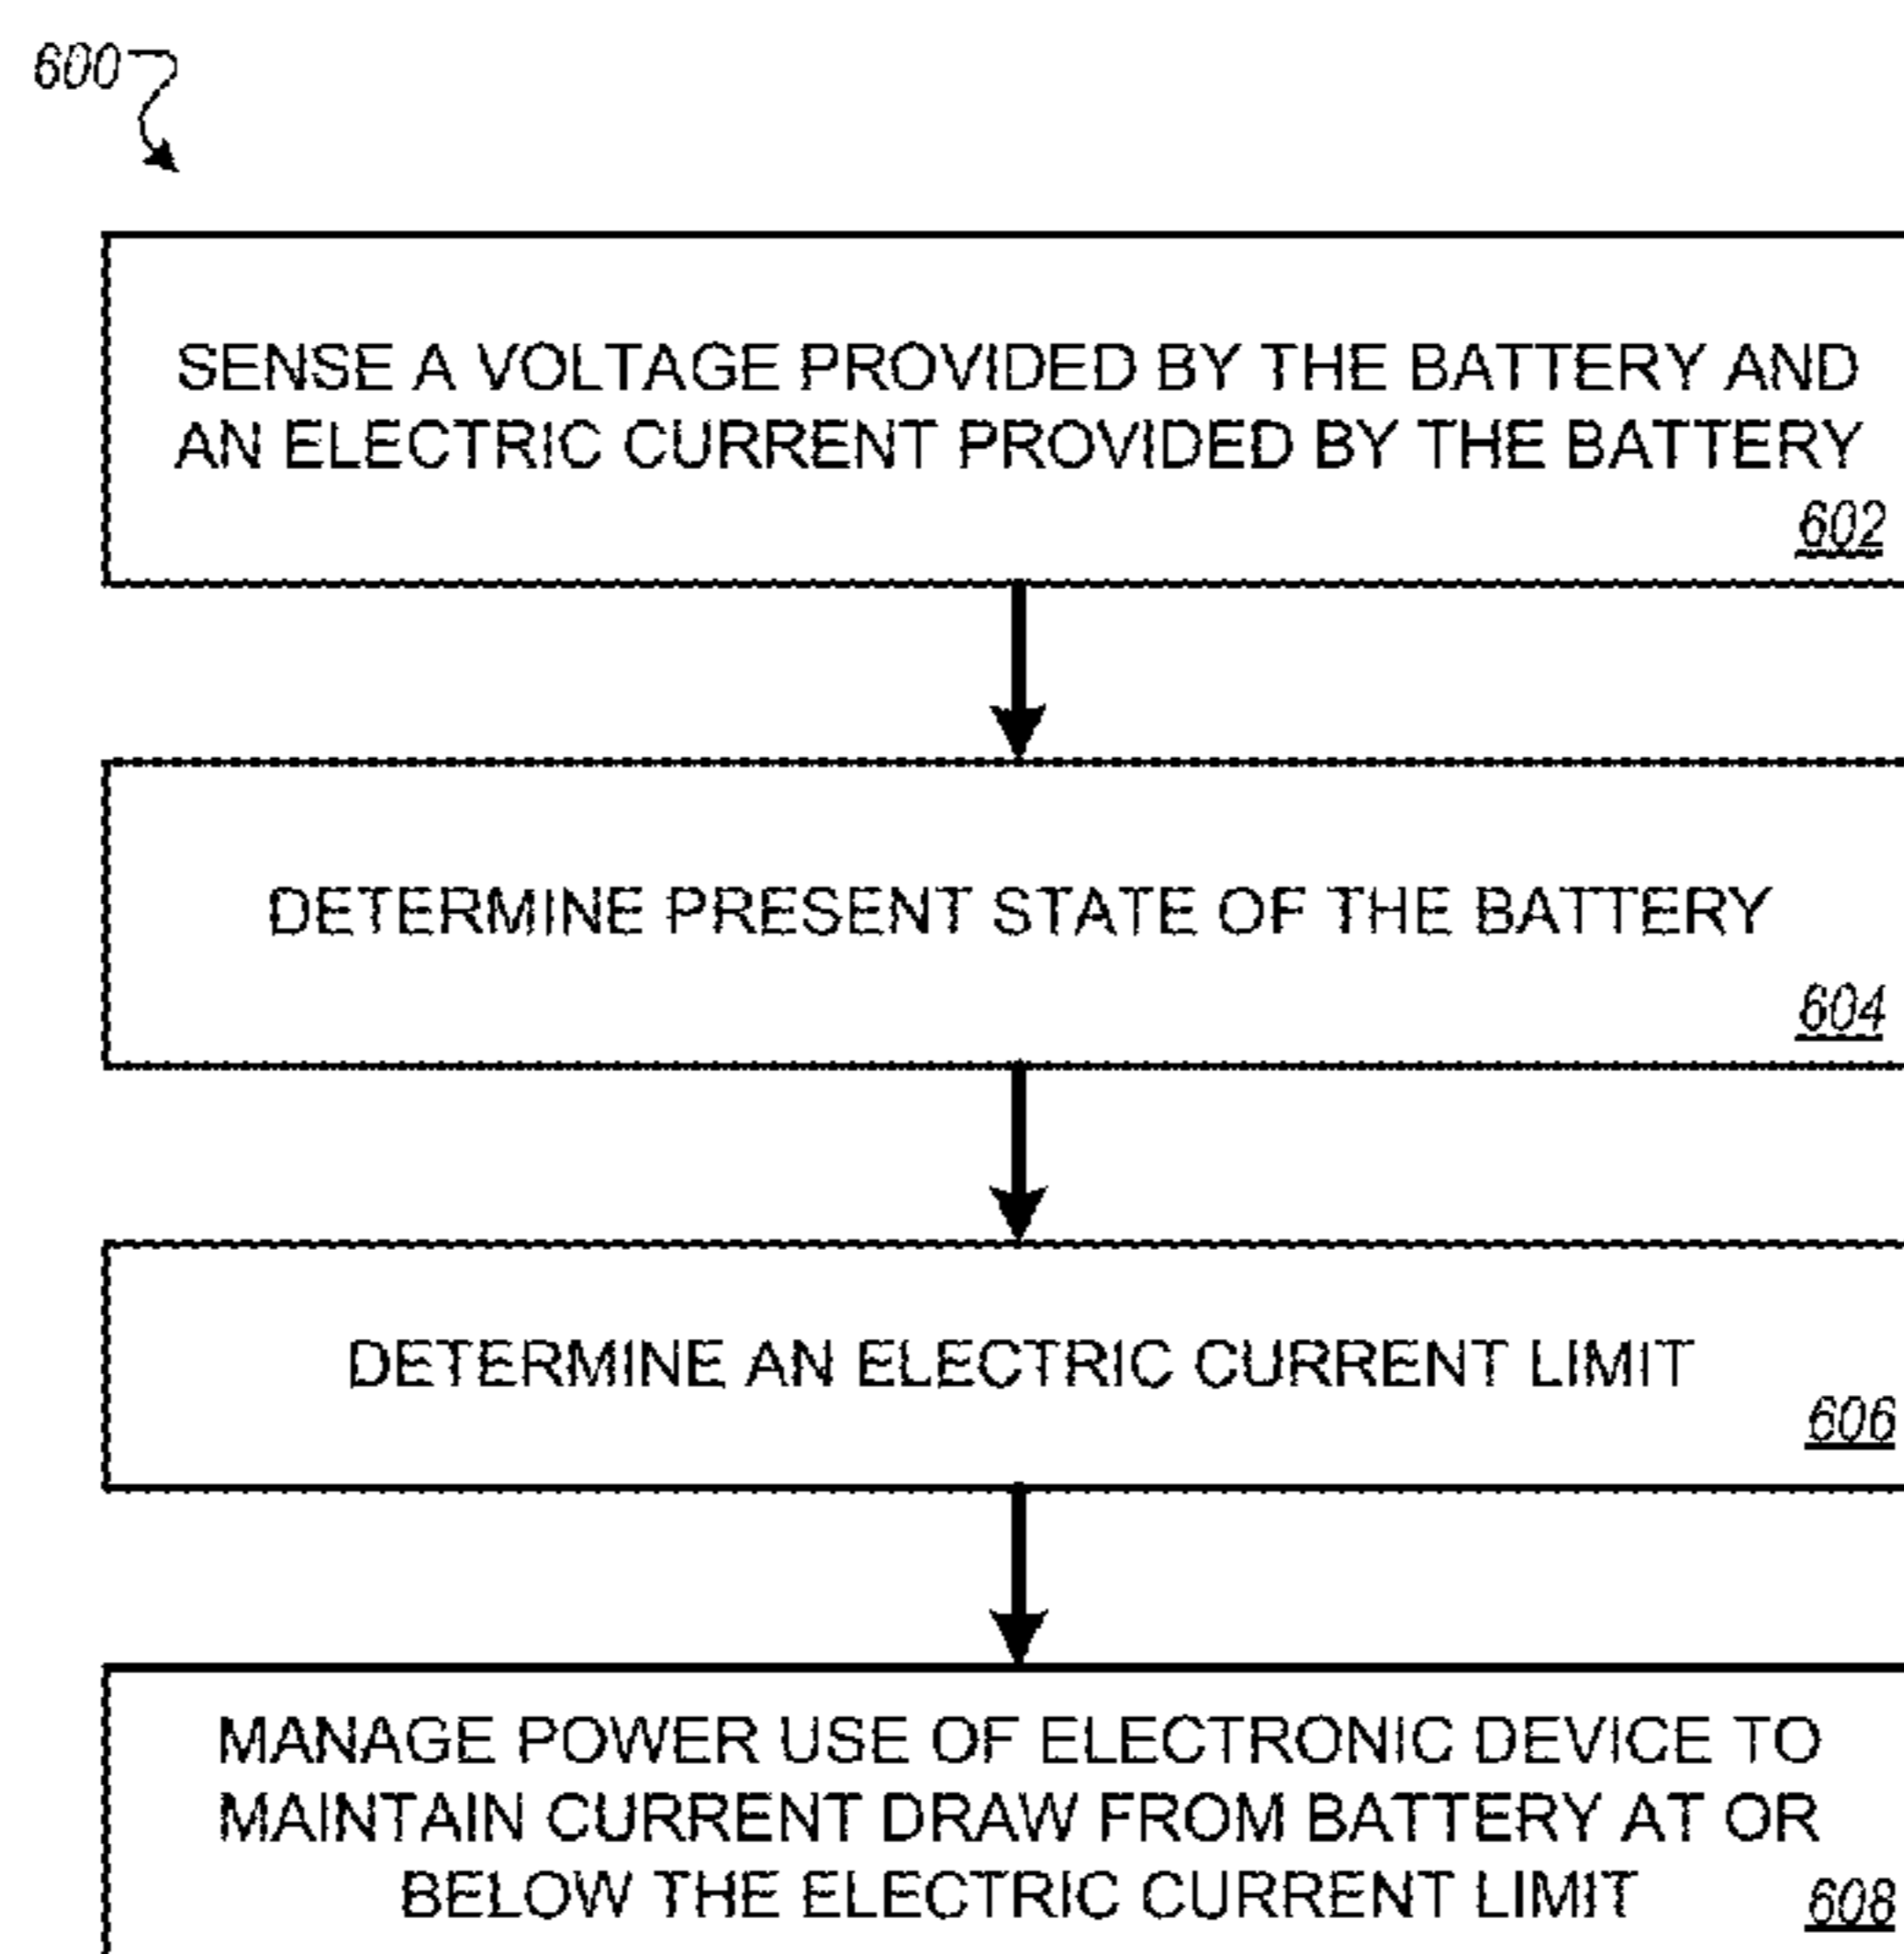 600
SENSE A VOLTAGE PROVIDED BY THE BATTERY AND
AN ELECTRIC CURRENT PROVIDED BY THE BATTERY
602
DETERMINE PRESENT STATE OF THE BATTERY
604
DETERMINE AN ELECTRIC CURRENT LIMIT
606
MANAGE POWER USE OF ELECTRONIC DEVICE TO
MAINTAIN CURRENT DRAW FROM BATTERY AT OR
BELOW THE ELECTRIC CURRENT LIMIT
608